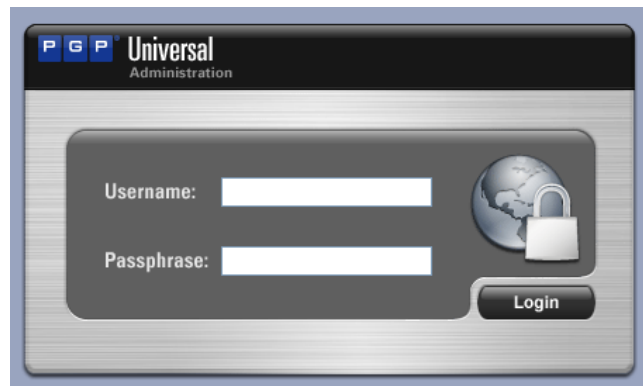 PGP® Universal
Administration
Username:
Passphrase:
Login